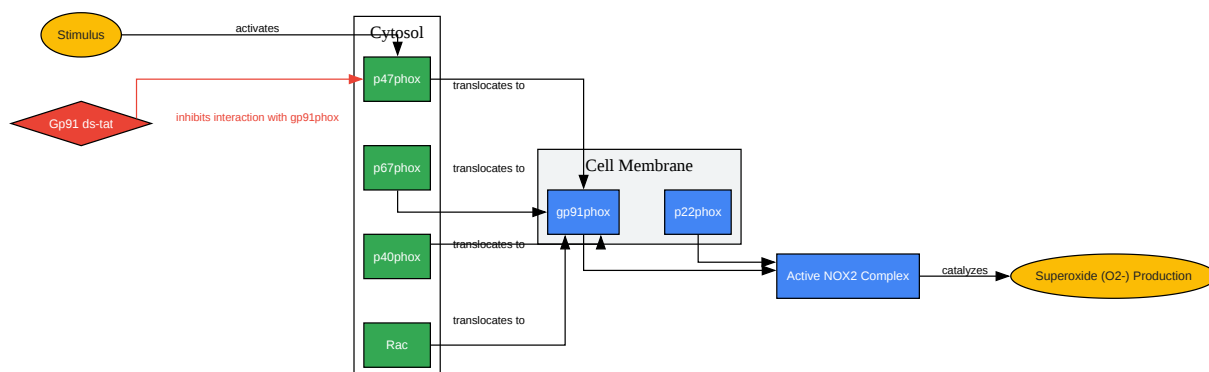 Stimulus
activates
Cytosol
p47phox
translocates to
Gp91 ds-tat
inhibits interaction with gp91phox
p67phox
translocates to
Cell Membrane
gp91phox
p22phox
p40phox
translocates to
Active NOX2 Complex
catalyzes
Superoxide (O2-) Production
translocates to
Rac